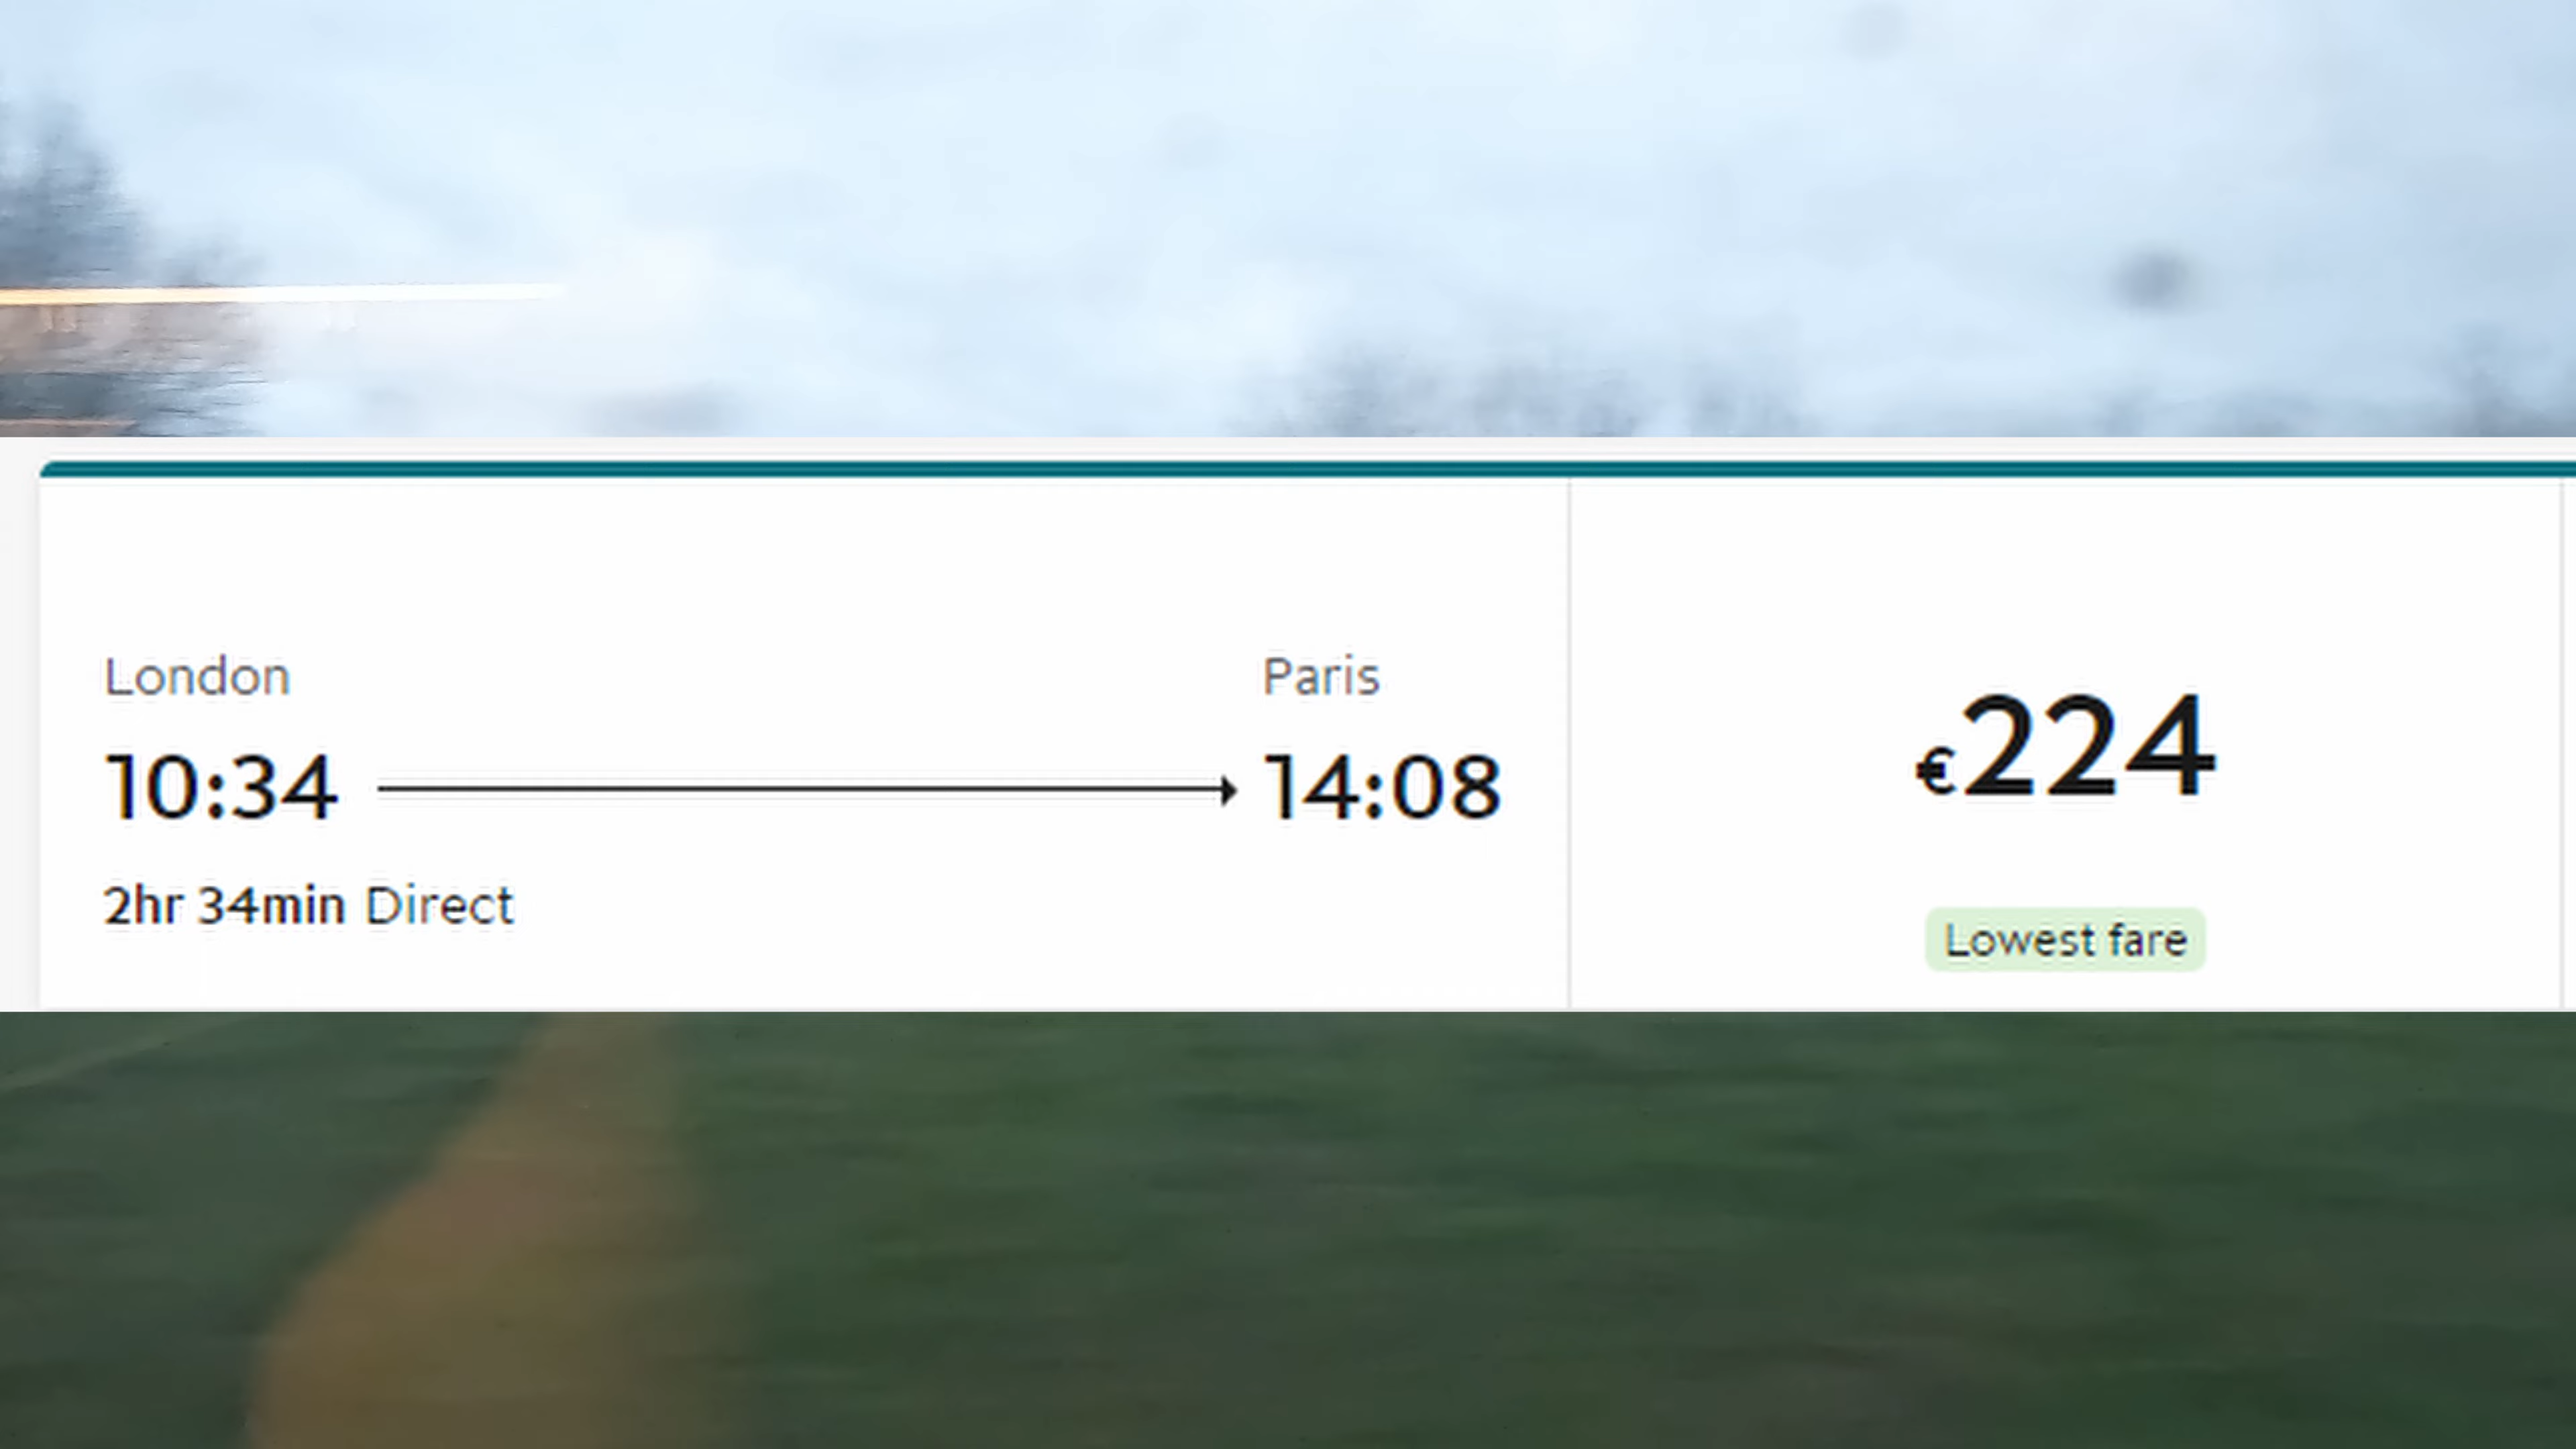 London
Paris
10:34
14:08
2hr 34min Direct
€224
Lowest fare